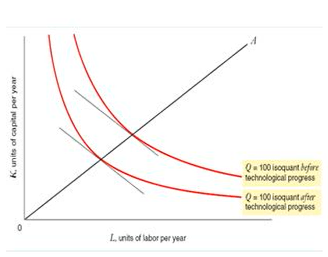 A
K, units of capital per year
Q = 100 isoquant before
technological progress
Q = 100 isoquant after
technological progress
0
L, units of labor per year